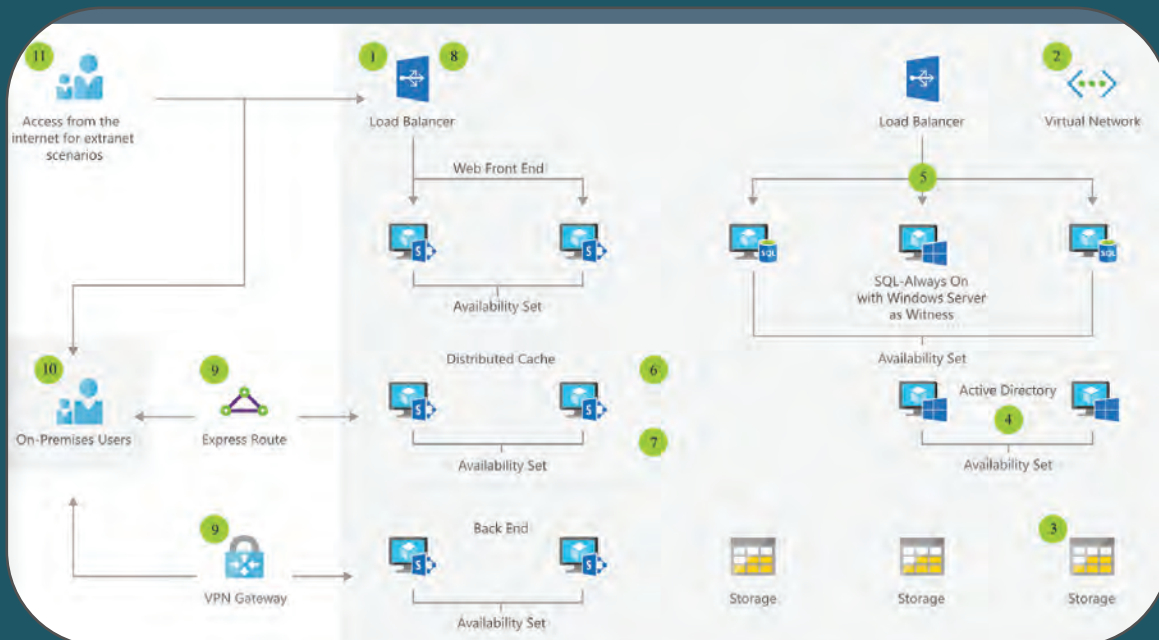 11
Access from the
internet for extranet
scenarios
1
8
Load Balancer
Load Balancer
2
Virtual Network
Web Front End
5
S
S
SQL
SQL
SQL-Always On
with Windows Server
as Witness
Availability Set
Availability Set
10
On-Premises Users
9
Express Route
Distributed Cache
6
S
S
7
Availability Set
Active Directory
4
Availability Set
9
VPN Gateway
Back End
S
S
Availability Set
Storage
Storage
3
Storage